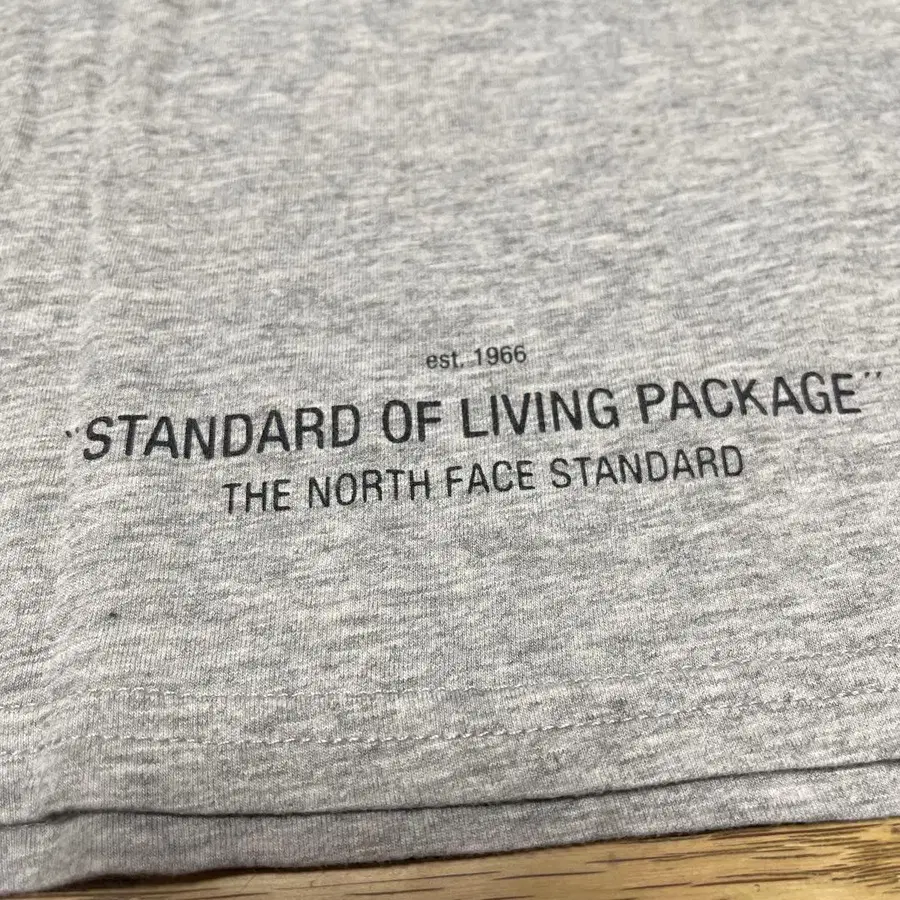 est. 1966
"STANDARD OF LIVING PACKAGE"
THE NORTH FACE STANDARD